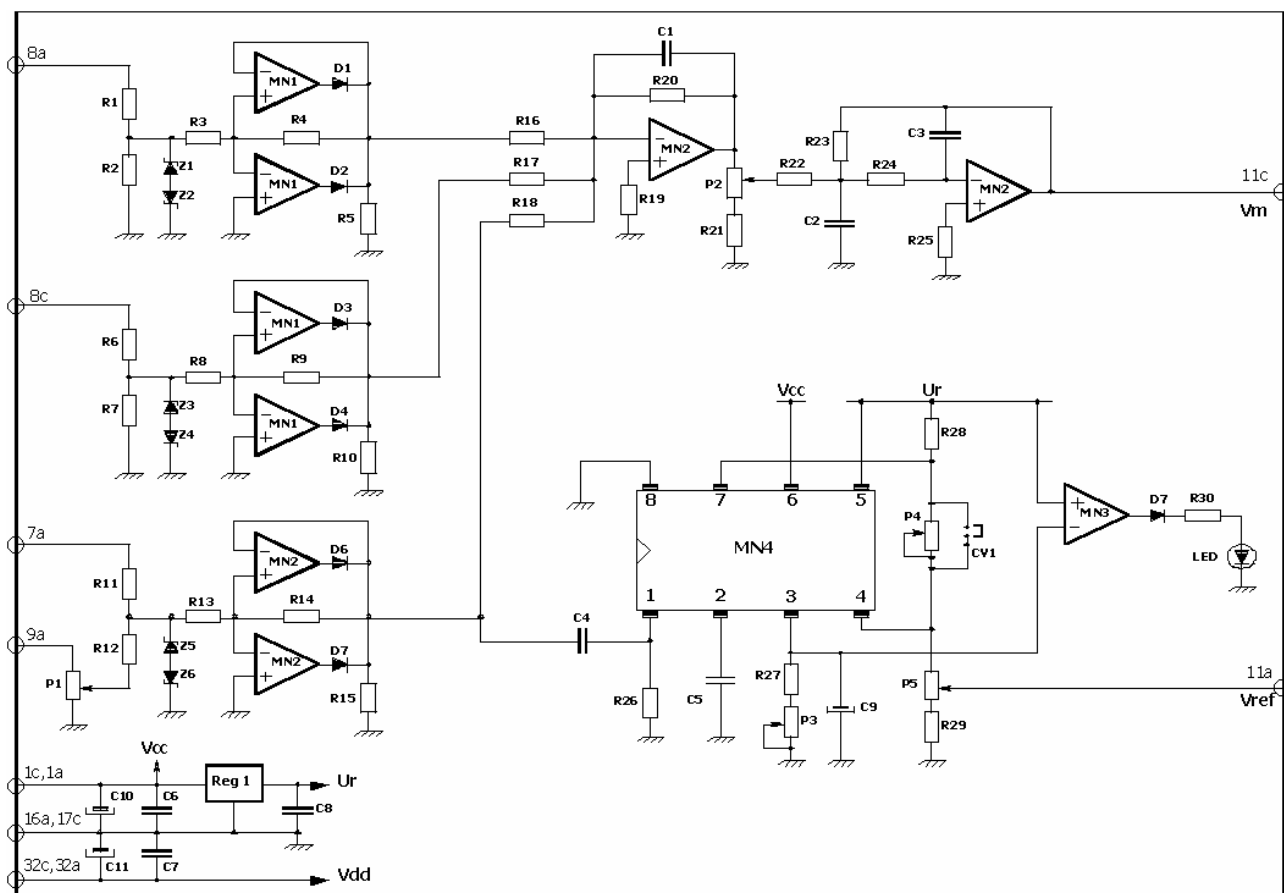 8a
R1
R2
R3
Z1
Z2
MN1
D1
R4
MN1
D2
R5
8c
R6
R7
R8
Z3
Z4
MN1
D3
R9
MN1
D4
R10
7a
R11
9a
R12
P1
R13
Z5
Z6
MN2
D6
R14
MN2
D7
R15
R16
R17
R18
C1
R20
MN2
R19
P2
R21
R22
R23
C2
R24
C3
MN2
R25
11c
Vm
Vcc
Ur
R28
8
7
6
5
MN4
1
2
3
4
P4
CV1
MN3
D7
R30
LED
C4
R26
C5
R27
P3
C9
P5
R29
11a
Vref
Vcc
1c,1a
Reg 1
Ur
C10
C6
C8
16a,17c
C11
C7
32c,32a
Vdd